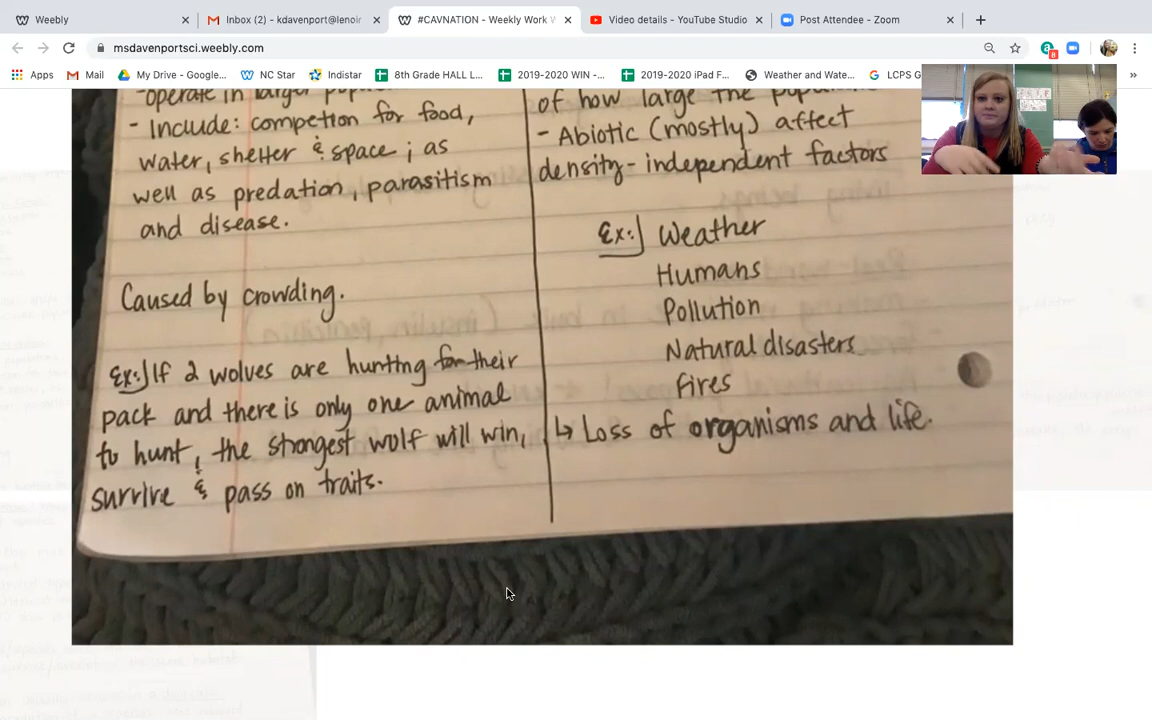 Weebly
Inbox (2) - kdavenport@lenoir
#CAVNATION - Weekly Work W
Video details - YouTube Studio
Post Attendee - Zoom
msdavenportsci.weebly.com
Apps
Mail
My Drive - Google...
NC Star
Indistar
8th Grade HALL L...
2019-2020 WIN -...
2019-2020 iPad F...
Weather and Wate...
LCPS G
»
operate in larger
- Include: competion for food,
water, shelter & space; as
well as predation, parasitism
and disease.
Caused by crowding.
Ex:) If 2 wolves are hunting for their
pack and there is only one animal
to hunt, the strongest wolf will win,
survive & pass on traits.
of how large the
- Abiotic (mostly) affect
density-independent factors
Ex:) Weather
Humans
Pollution
Natural disasters
Fires
↳ Loss of organisms and life.